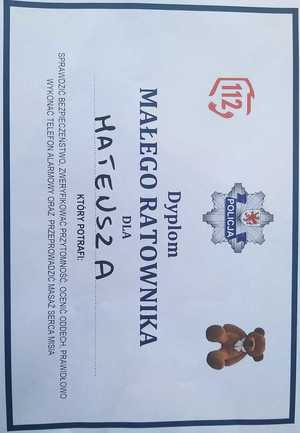 112
POLICJA
Dyplom
MAŁEGO RATOWNIKA
DLA
MATEUSZA
KTÓRY POTRAFI:
SPRAWDZIĆ BEZPIECZEŃSTWO, ZWERYFIKOWAĆ PRZYTOMNOŚĆ, OCENIĆ ODDECH, PRAWIDŁOWO
WYKONAĆ TELEFON ALARMOWY ORAZ PRZEPROWADZIĆ MASAŻ SERCA MISIA